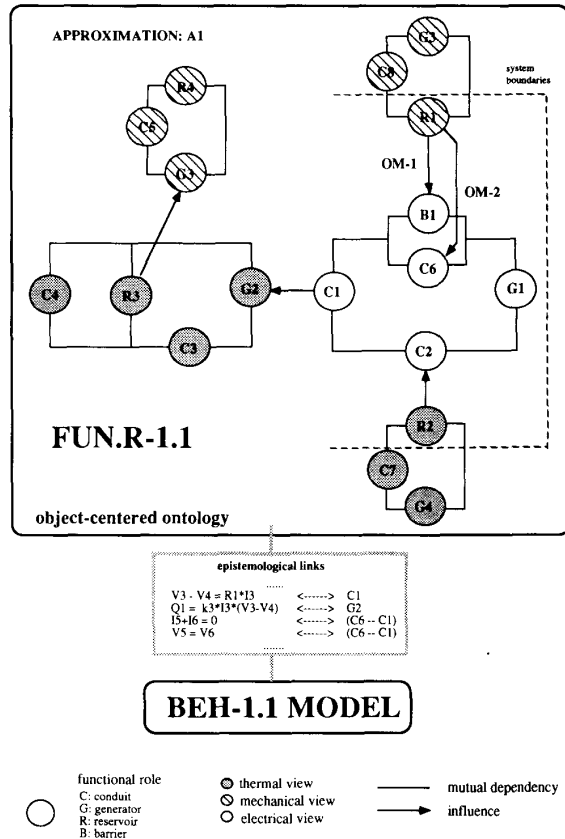 APPROXIMATION: A1
G3
C8
R1
system
boundaries
R4
C5
G3
OM-1
OM-2
B1
C6
C4
R3
G2
C1
G1
C3
C2
FUN.R-1.1
R2
C7
G4
object-centered ontology
epistemological links
......
V3 - V4 = R1*I3 <------> C1
Q1 = k3*I3*(V3-V4) <------> G2
I5+I6 = 0 <------> (C6 -- C1)
V5 = V6 <------> (C6 -- C1)
......
BEH-1.1 MODEL
functional role
C: conduit
G: generator
R: reservoir
B: barrier
thermal view
mechanical view
electrical view
mutual dependency
influence